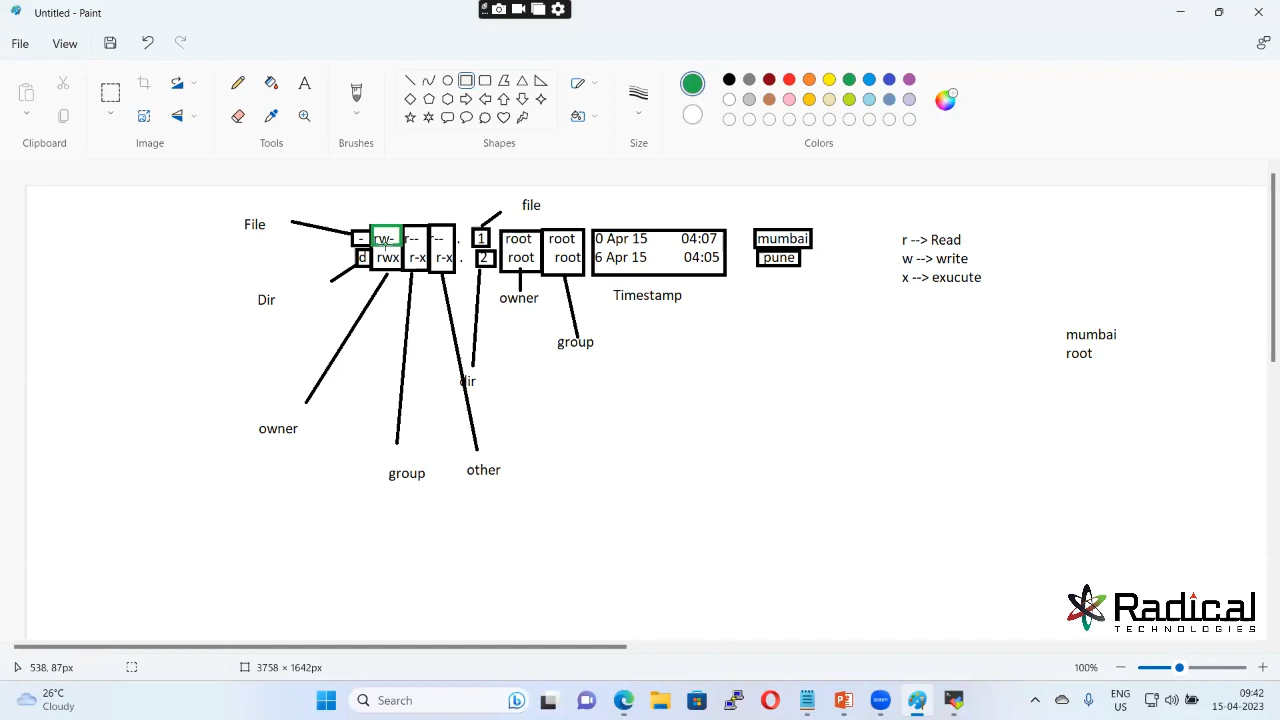 Untitled - Paint
File View
Clipboard Image Tools Brushes Shapes Size Colors
file
File
- rw- r-- r-- . 1 root root 0 Apr 15 04:07 mumbai
d rwx r-x r-x . 2 root root 6 Apr 15 04:05 pune
r --> Read
w --> write
x --> exucute
Dir
owner
Timestamp
group
mumbai
root
dir
owner
group
other
Radical
TECHNOLOGIES
538, 87px 3758 × 1642px 100%
26°C
Cloudy
Search
ENG
US
09:42
15-04-2023